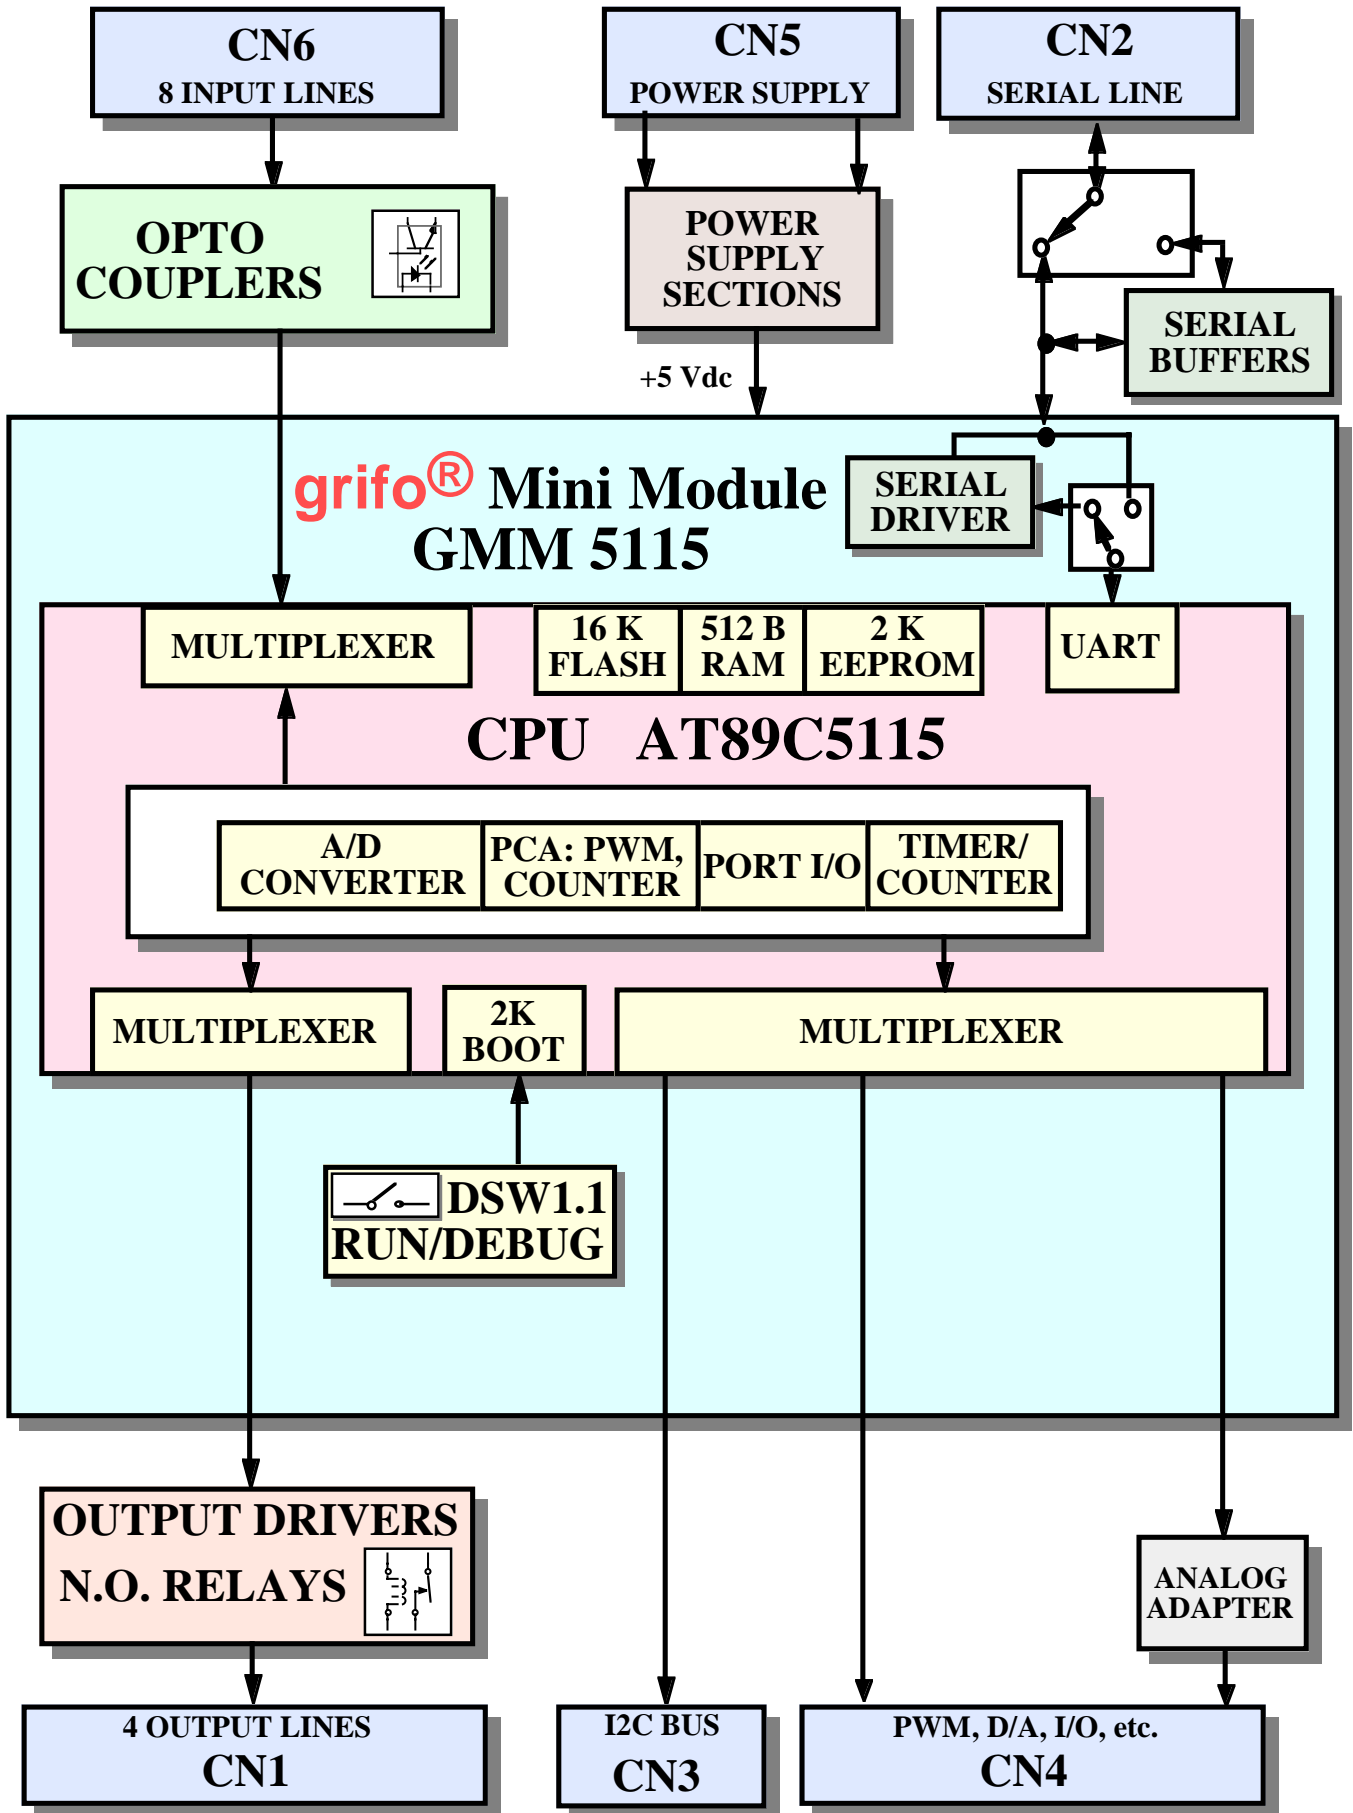 CN6
8 INPUT LINES
CN5
POWER SUPPLY
CN2
SERIAL LINE
OPTO
COUPLERS
POWER
SUPPLY
SECTIONS
SERIAL
BUFFERS
+5 Vdc
grifo® Mini Module
GMM 5115
SERIAL
DRIVER
MULTIPLEXER
16 K
FLASH
512 B
RAM
2 K
EEPROM
UART
CPU AT89C5115
A/D
CONVERTER
PCA: PWM,
COUNTER
PORT I/O
TIMER/
COUNTER
MULTIPLEXER
2K
BOOT
MULTIPLEXER
DSW1.1
RUN/DEBUG
OUTPUT DRIVERS
N.O. RELAYS
ANALOG
ADAPTER
4 OUTPUT LINES
CN1
I2C BUS
CN3
PWM, D/A, I/O, etc.
CN4